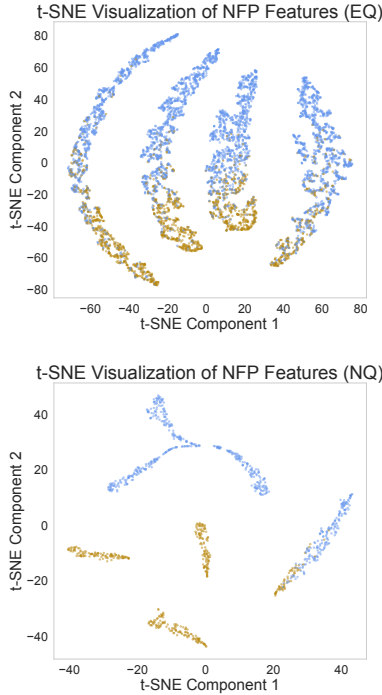 t-SNE Visualization of NFP Features (EQ)
80
60
40
20
0
−20
−40
−60
−80
t-SNE Component 2
−60 −40 −20 0 20 40 60 80
t-SNE Component 1
t-SNE Visualization of NFP Features (NQ)
40
20
0
−20
−40
t-SNE Component 2
−40 −20 0 20 40
t-SNE Component 1